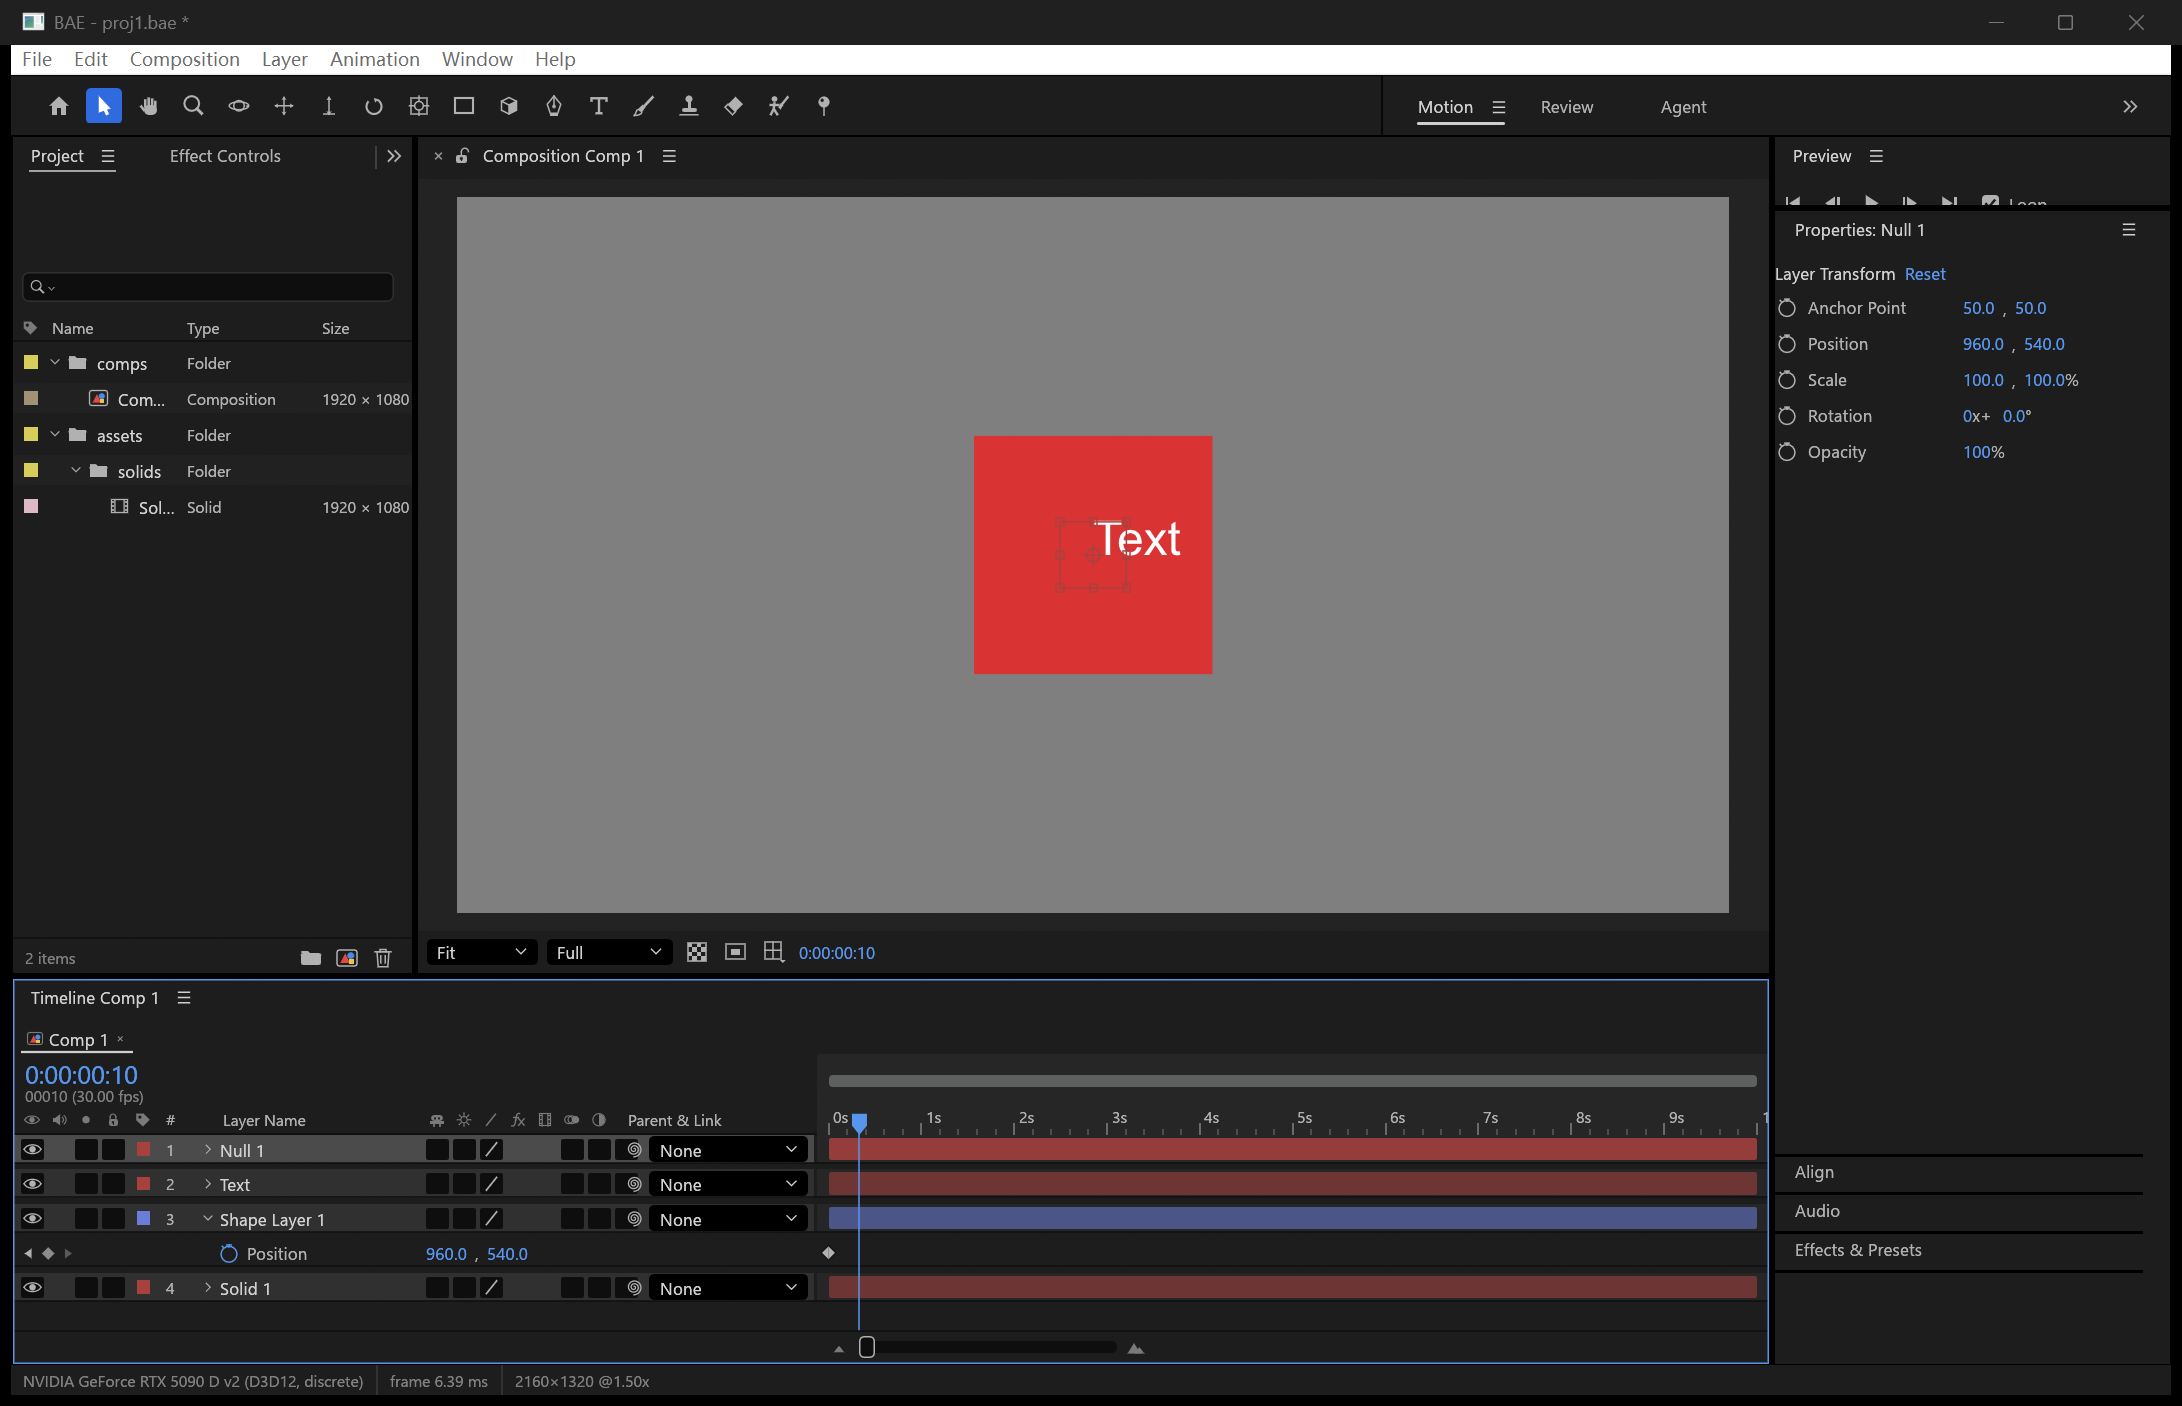 BAE - proj1.bae *
File Edit Composition Layer Animation Window Help
Motion Review Agent
Project Effect Controls
Composition Comp 1
Preview
Loop
Properties: Null 1
Layer Transform Reset
Anchor Point 50.0 , 50.0
Position 960.0 , 540.0
Scale 100.0 , 100.0%
Rotation 0x+ 0.0°
Opacity 100%
Name Type Size
comps Folder
Com... Composition 1920 × 1080
assets Folder
solids Folder
Sol... Solid 1920 × 1080
Text
2 items
Fit Full 0:00:00:10
Timeline Comp 1
Comp 1
0:00:00:10
00010 (30.00 fps)
# Layer Name fx Parent & Link
0s 1s 2s 3s 4s 5s 6s 7s 8s 9s 1
1 Null 1 None
2 Text None
3 Shape Layer 1 None
Position 960.0 , 540.0
4 Solid 1 None
Align
Audio
Effects & Presets
NVIDIA GeForce RTX 5090 D v2 (D3D12, discrete) frame 6.39 ms 2160×1320 @1.50x